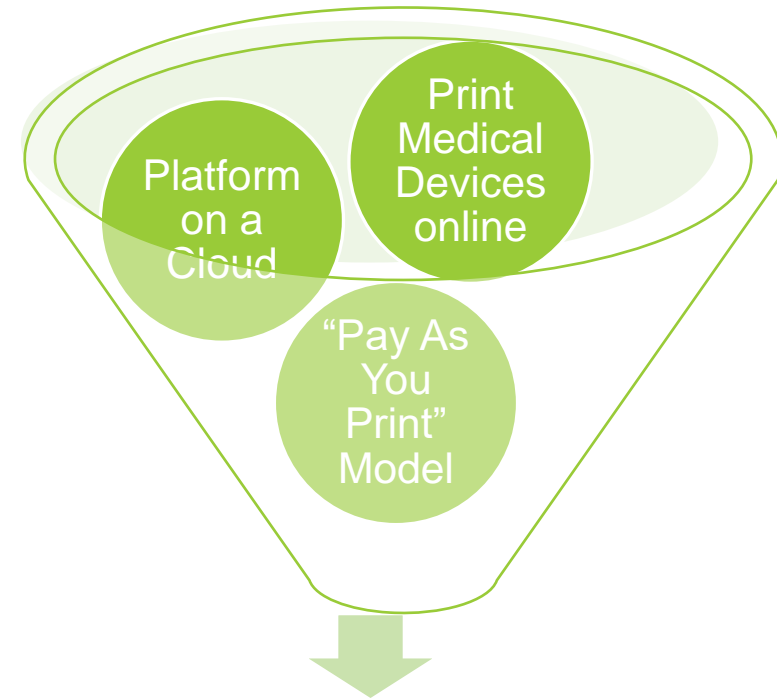 Print
Medical
Devices
online
Platform
on a
Cloud
“Pay As
You
Print”
Model